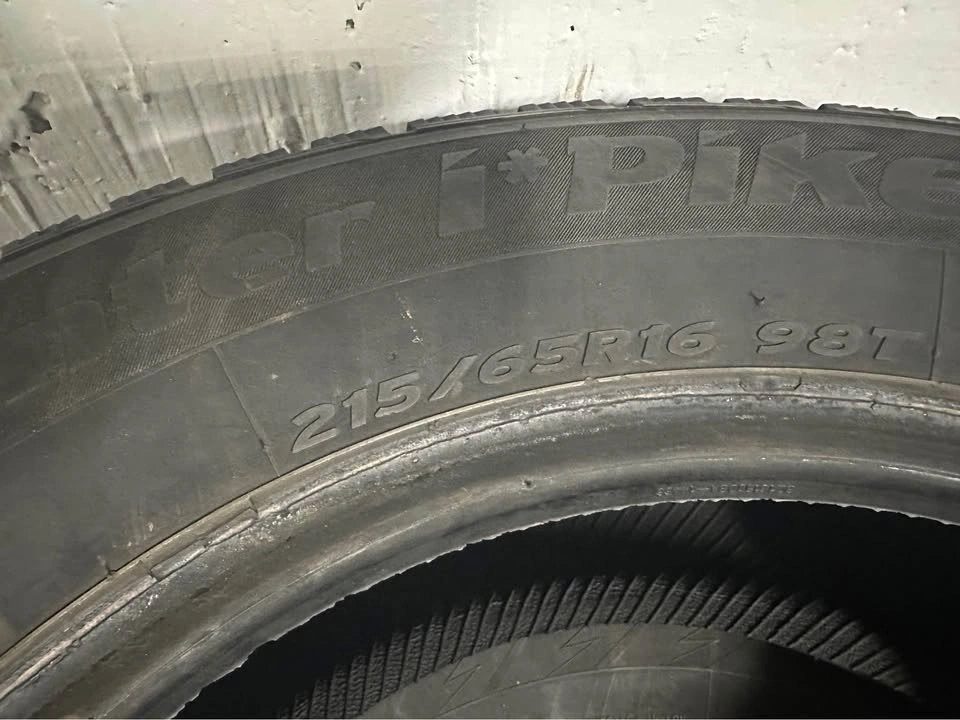 nter i*Pike
215/65R16 98T